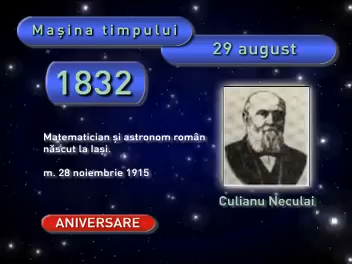 Mașina timpului
29 august
1832
Matematician și astronom român
născut la Iași.
m. 28 noiembrie 1915
Culianu Neculai
ANIVERSARE